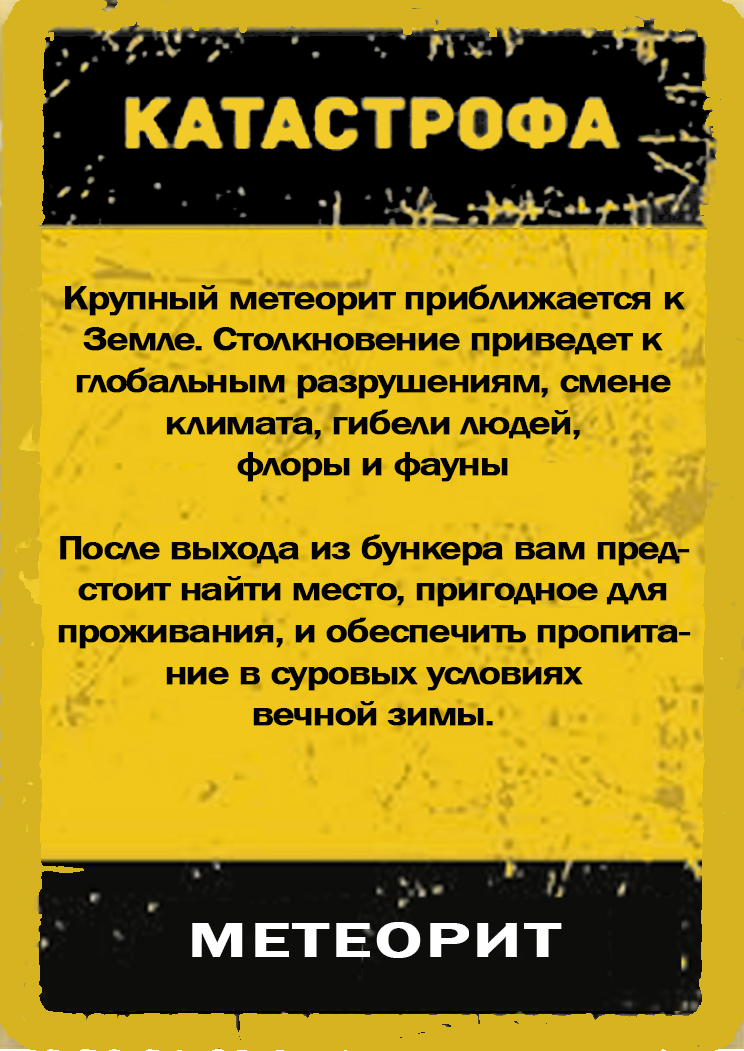 КАТАСТРОФА
Крупный метеорит приближается к
Земле. Столкновение приведет к
глобальным разрушениям, смене
климата, гибели людей,
флоры и фауны
После выхода из бункера вам пред-
стоит найти место, пригодное для
проживания, и обеспечить пропита-
ние в суровых условиях
вечной зимы.
МЕТЕОРИТ